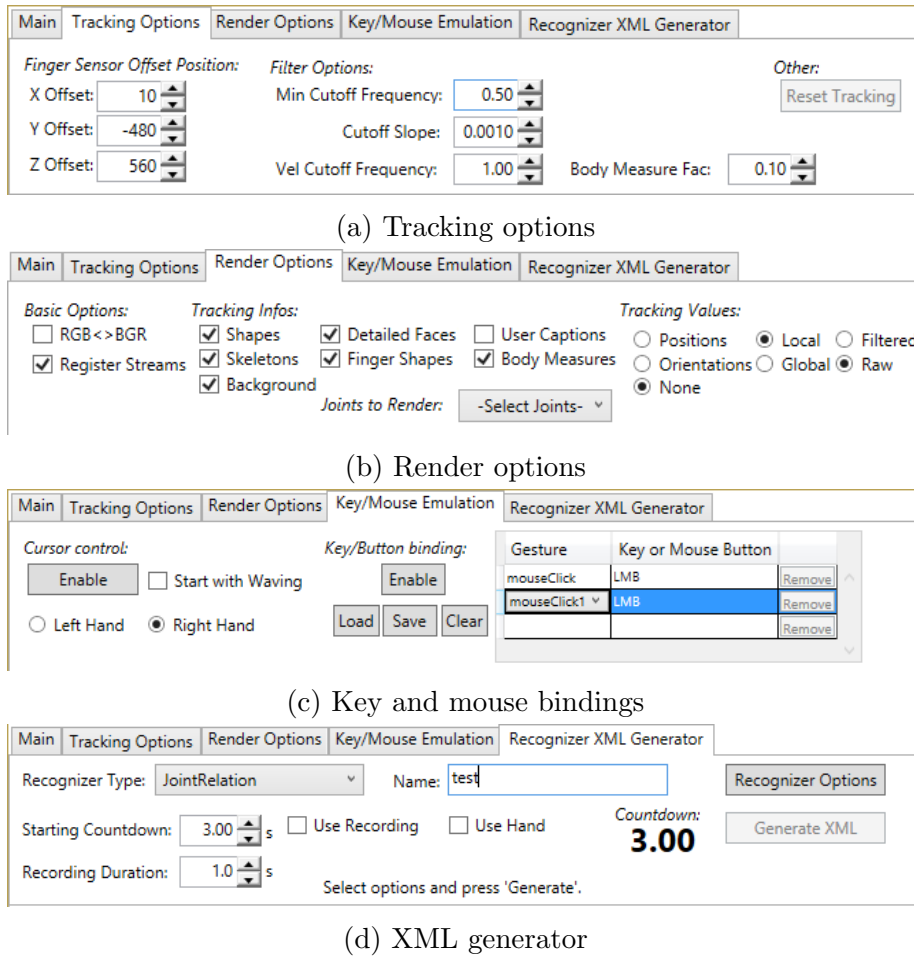 Main Tracking Options Render Options Key/Mouse Emulation Recognizer XML Generator
Finger Sensor Offset Position: Filter Options: Other:
X Offset: 10 Min Cutoff Frequency: 0.50 Reset Tracking
Y Offset: -480 Cutoff Slope: 0.0010
Z Offset: 560 Vel Cutoff Frequency: 1.00 Body Measure Fac: 0.10
(a) Tracking options
Main Tracking Options Render Options Key/Mouse Emulation Recognizer XML Generator
Basic Options: Tracking Infos: Tracking Values:
RGB<>BGR Shapes Detailed Faces User Captions Positions Local Filtered
Register Streams Skeletons Finger Shapes Body Measures Orientations Global Raw
Background None
Joints to Render: -Select Joints-
(b) Render options
Main Tracking Options Render Options Key/Mouse Emulation Recognizer XML Generator
Cursor control: Key/Button binding: Gesture Key or Mouse Button
Enable Start with Waving Enable mouseClick LMB Remove
mouseClick1 LMB Remove
Left Hand Right Hand Load Save Clear Remove
(c) Key and mouse bindings
Main Tracking Options Render Options Key/Mouse Emulation Recognizer XML Generator
Recognizer Type: JointRelation Name: test Recognizer Options
Starting Countdown: 3.00 s Use Recording Use Hand Countdown: 3.00 Generate XML
Recording Duration: 1.0 s Select options and press 'Generate'.
(d) XML generator